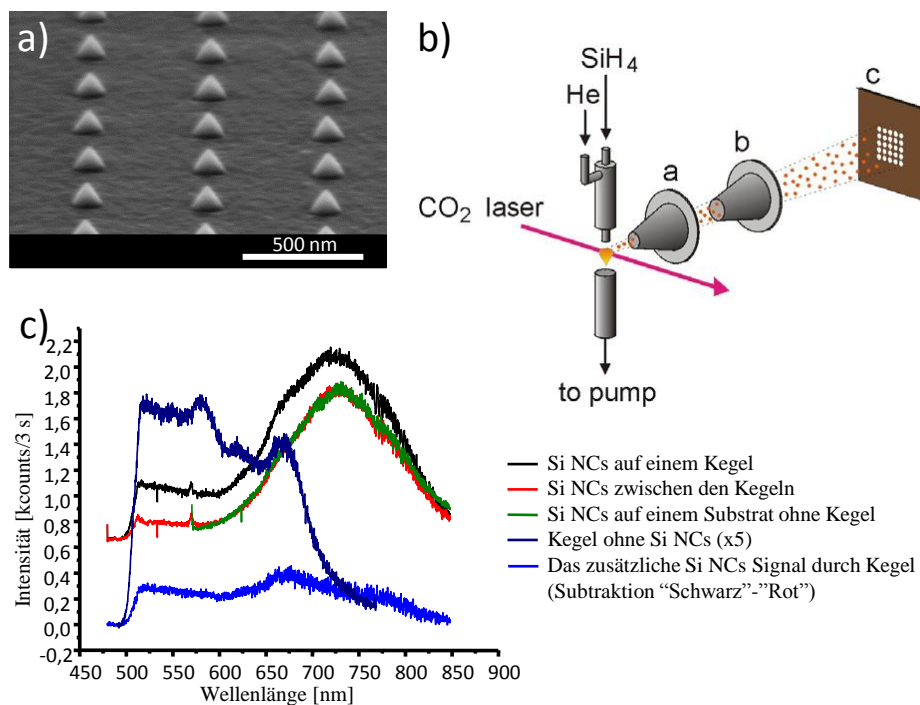 a)
500 nm
b)
SiH4
He
a
b
c
CO2 laser
to pump
c)
2,2
2,0
1,8
1,6
1,4
1,2
1,0
0,8
0,6
0,4
0,2
0,0
-0,2
Intensität [kcounts/3 s]
450 500 550 600 650 700 750 800 850 900
Wellenlänge [nm]
Si NCs auf einem Kegel
Si NCs zwischen den Kegeln
Si NCs auf einem Substrat ohne Kegel
Kegel ohne Si NCs (x5)
Das zusätzliche Si NCs Signal durch Kegel
(Subtraktion “Schwarz”-”Rot”)